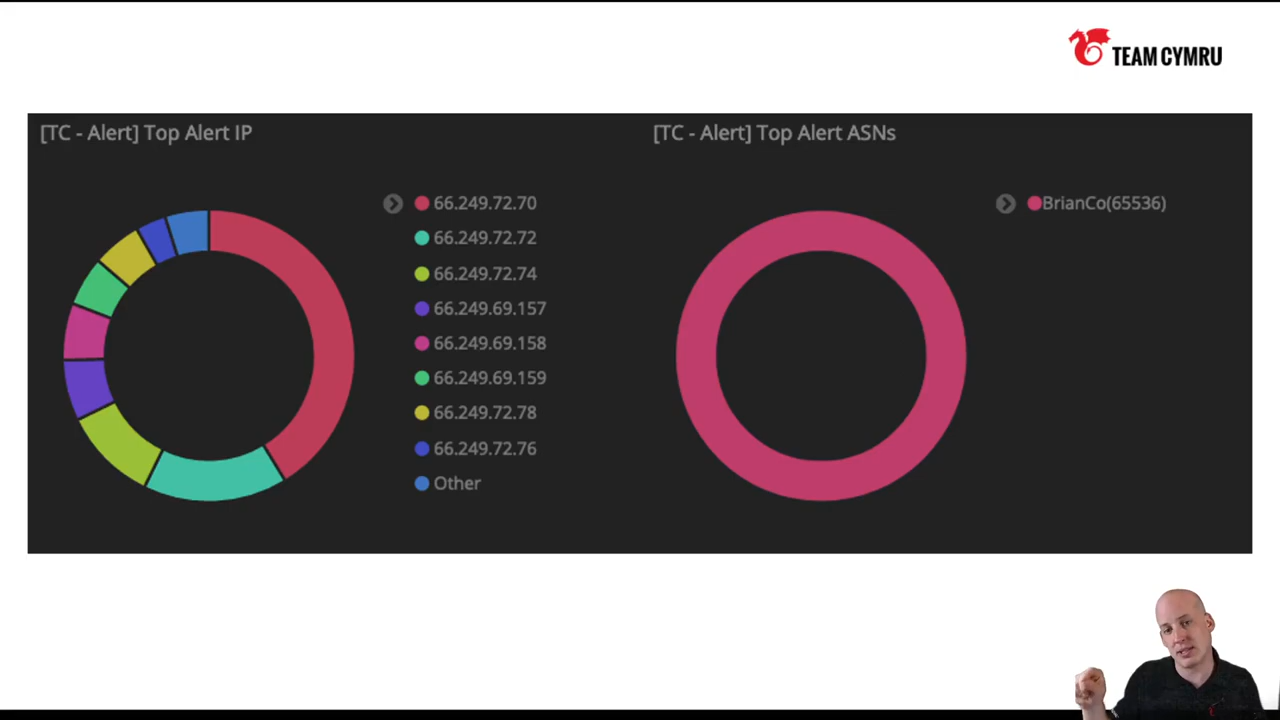 TEAM CYMRU
[TC - Alert] Top Alert IP
66.249.72.70
66.249.72.72
66.249.72.74
66.249.69.157
66.249.69.158
66.249.69.159
66.249.72.78
66.249.72.76
Other
[TC - Alert] Top Alert ASNs
BrianCo(65536)